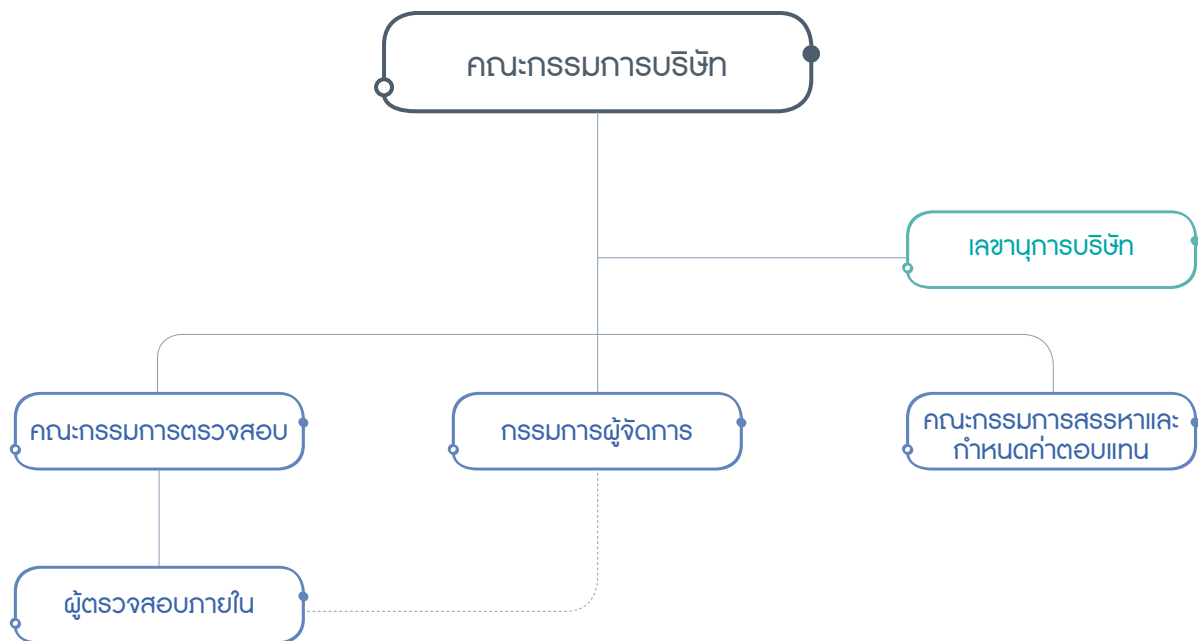 คณะกรรมการบริษัท
เลขานุการบริษัท
คณะกรรมการตรวจสอบ
กรรมการผู้จัดการ
คณะกรรมการสรรหาและ
กำหนดค่าตอบแทน
ผู้ตรวจสอบภายใน